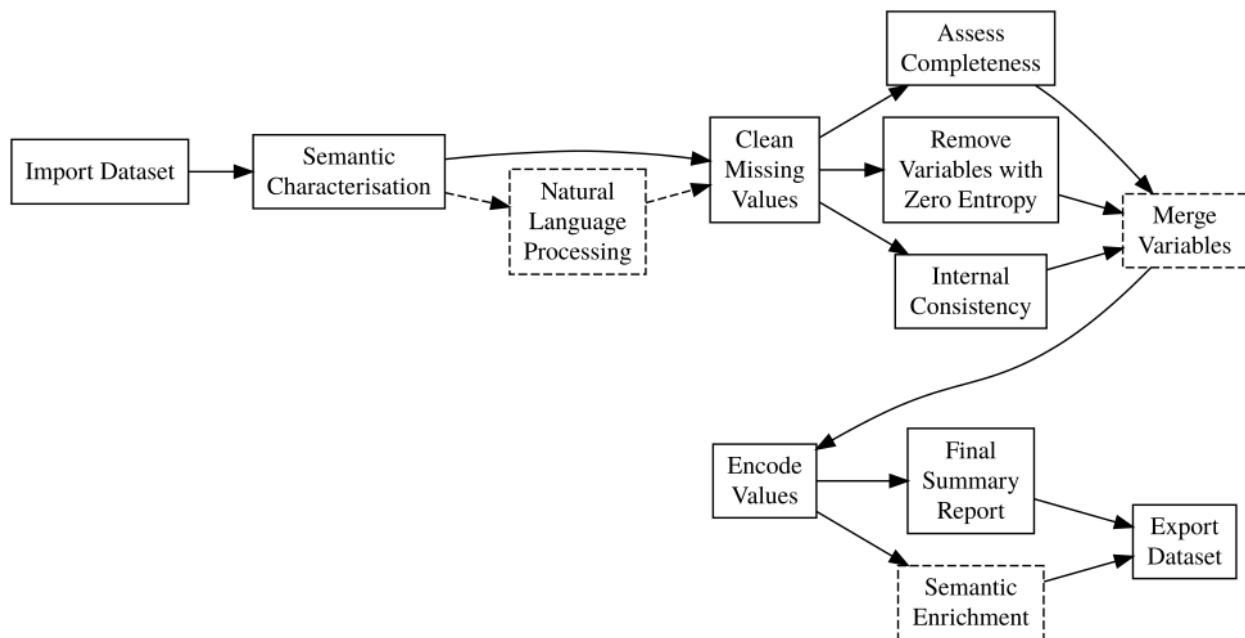 Import Dataset
Semantic
Characterisation
Natural
Language
Processing
Clean
Missing
Values
Assess
Completeness
Remove
Variables with
Zero Entropy
Internal
Consistency
Merge
Variables
Encode
Values
Final
Summary
Report
Semantic
Enrichment
Export
Dataset